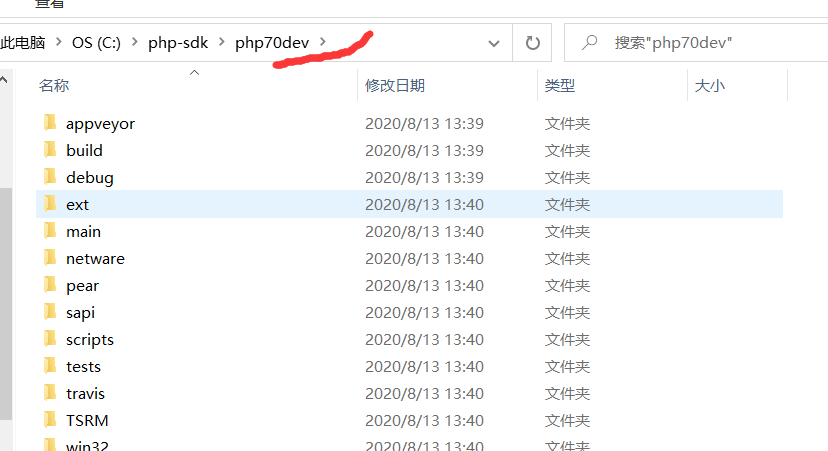 查看
此电脑 > OS (C:) > php-sdk > php70dev >
搜索"php70dev"
名称 修改日期 类型 大小
appveyor 2020/8/13 13:39 文件夹
build 2020/8/13 13:39 文件夹
debug 2020/8/13 13:39 文件夹
ext 2020/8/13 13:40 文件夹
main 2020/8/13 13:40 文件夹
netware 2020/8/13 13:40 文件夹
pear 2020/8/13 13:40 文件夹
sapi 2020/8/13 13:40 文件夹
scripts 2020/8/13 13:40 文件夹
tests 2020/8/13 13:40 文件夹
travis 2020/8/13 13:40 文件夹
TSRM 2020/8/13 13:40 文件夹
win32 2020/8/13 13:40 文件夹